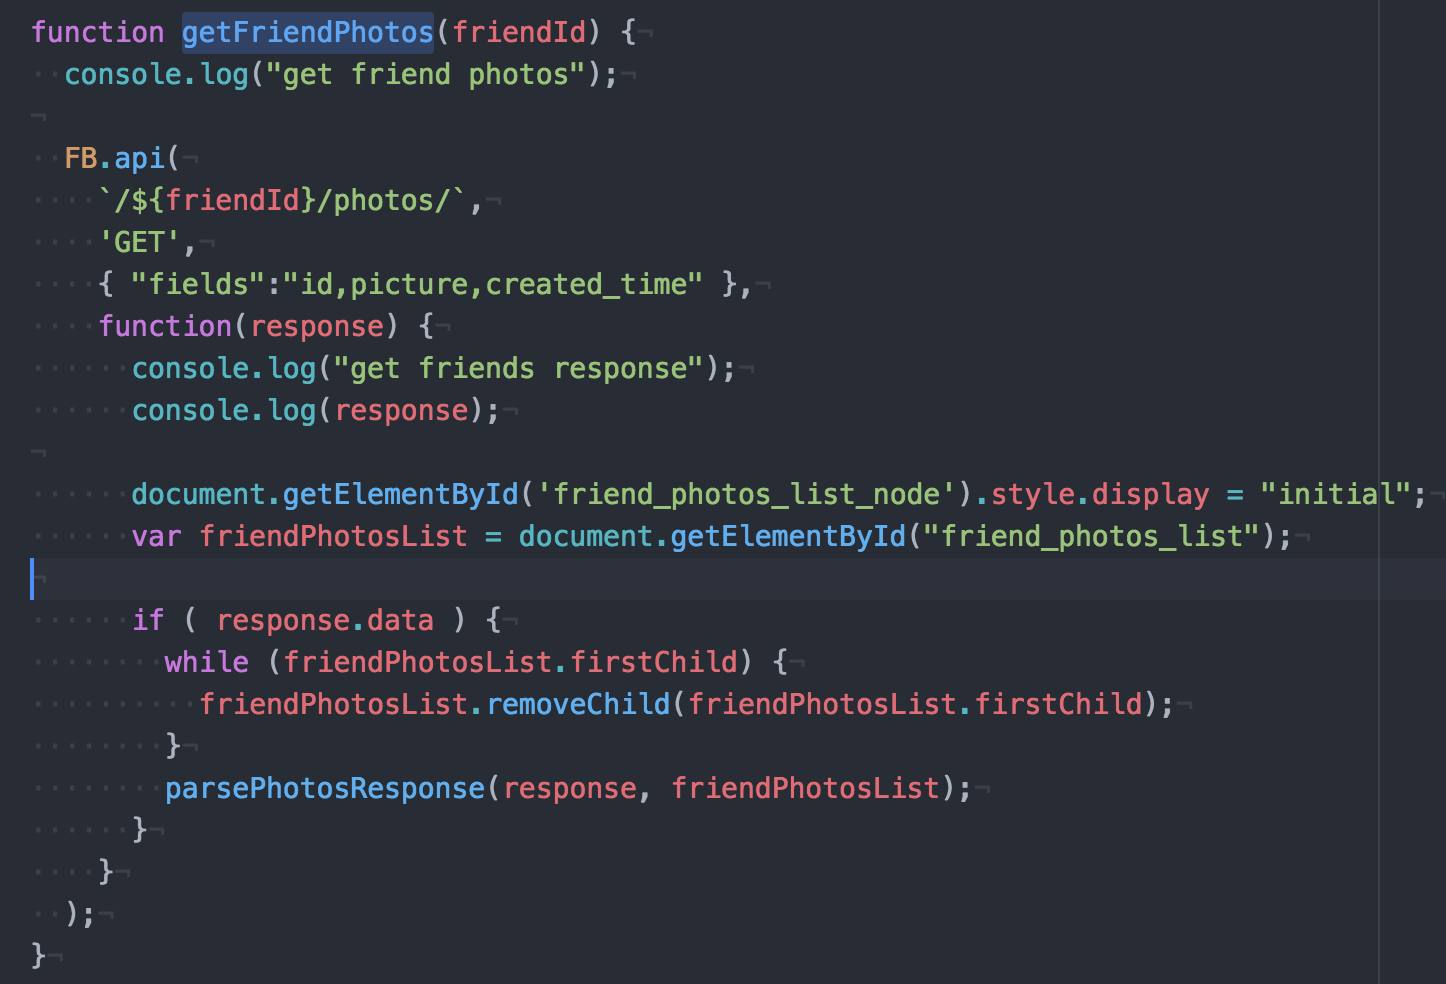 function getFriendPhotos(friendId) {
  console.log("get friend photos");

  FB.api(
    `/${friendId}/photos/`,
    'GET',
    { "fields":"id,picture,created_time" },
    function(response) {
      console.log("get friends response");
      console.log(response);

      document.getElementById('friend_photos_list_node').style.display = "initial";
      var friendPhotosList = document.getElementById("friend_photos_list");

      if ( response.data ) {
        while (friendPhotosList.firstChild) {
          friendPhotosList.removeChild(friendPhotosList.firstChild);
        }
        parsePhotosResponse(response, friendPhotosList);
      }
    }
  );
}